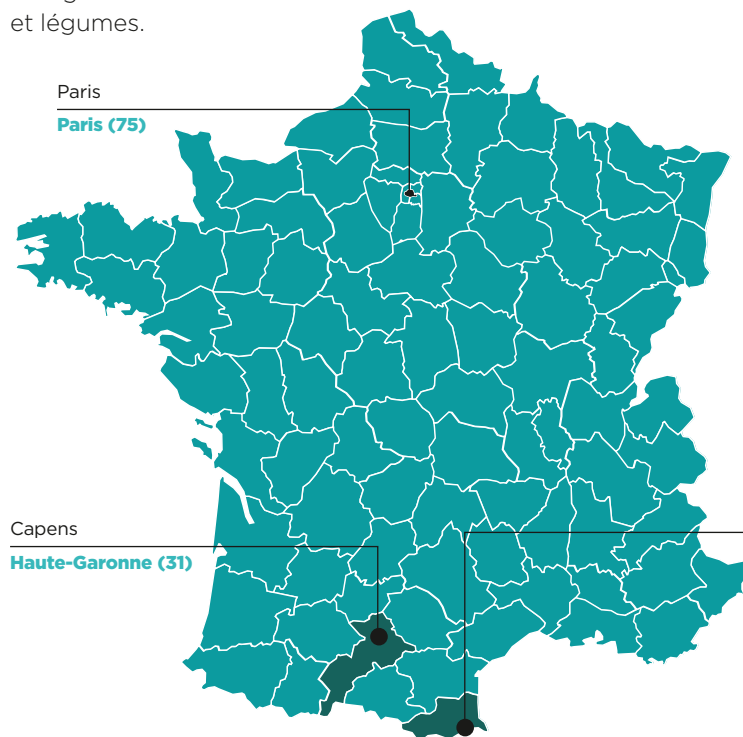 et légumes.
Paris
Paris (75)
Capens
Haute-Garonne (31)